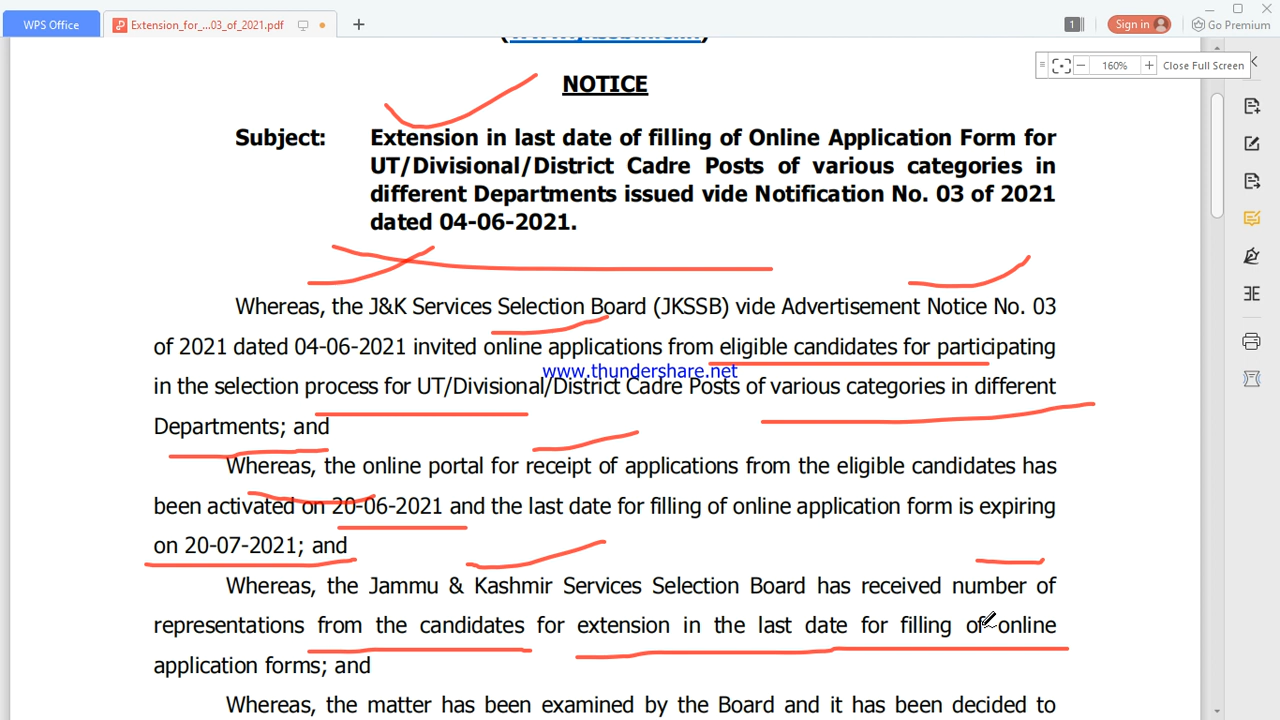 WPS Office
Extension_for_...03_of_2021.pdf
1
Sign in
Go Premium
160%
Close Full Screen
NOTICE
Subject: Extension in last date of filling of Online Application Form for
UT/Divisional/District Cadre Posts of various categories in
different Departments issued vide Notification No. 03 of 2021
dated 04-06-2021.
Whereas, the J&K Services Selection Board (JKSSB) vide Advertisement Notice No. 03
of 2021 dated 04-06-2021 invited online applications from eligible candidates for participating
www.thundershare.net
in the selection process for UT/Divisional/District Cadre Posts of various categories in different
Departments; and
Whereas, the online portal for receipt of applications from the eligible candidates has
been activated on 20-06-2021 and the last date for filling of online application form is expiring
on 20-07-2021; and
Whereas, the Jammu & Kashmir Services Selection Board has received number of
representations from the candidates for extension in the last date for filling of online
application forms; and
Whereas, the matter has been examined by the Board and it has been decided to